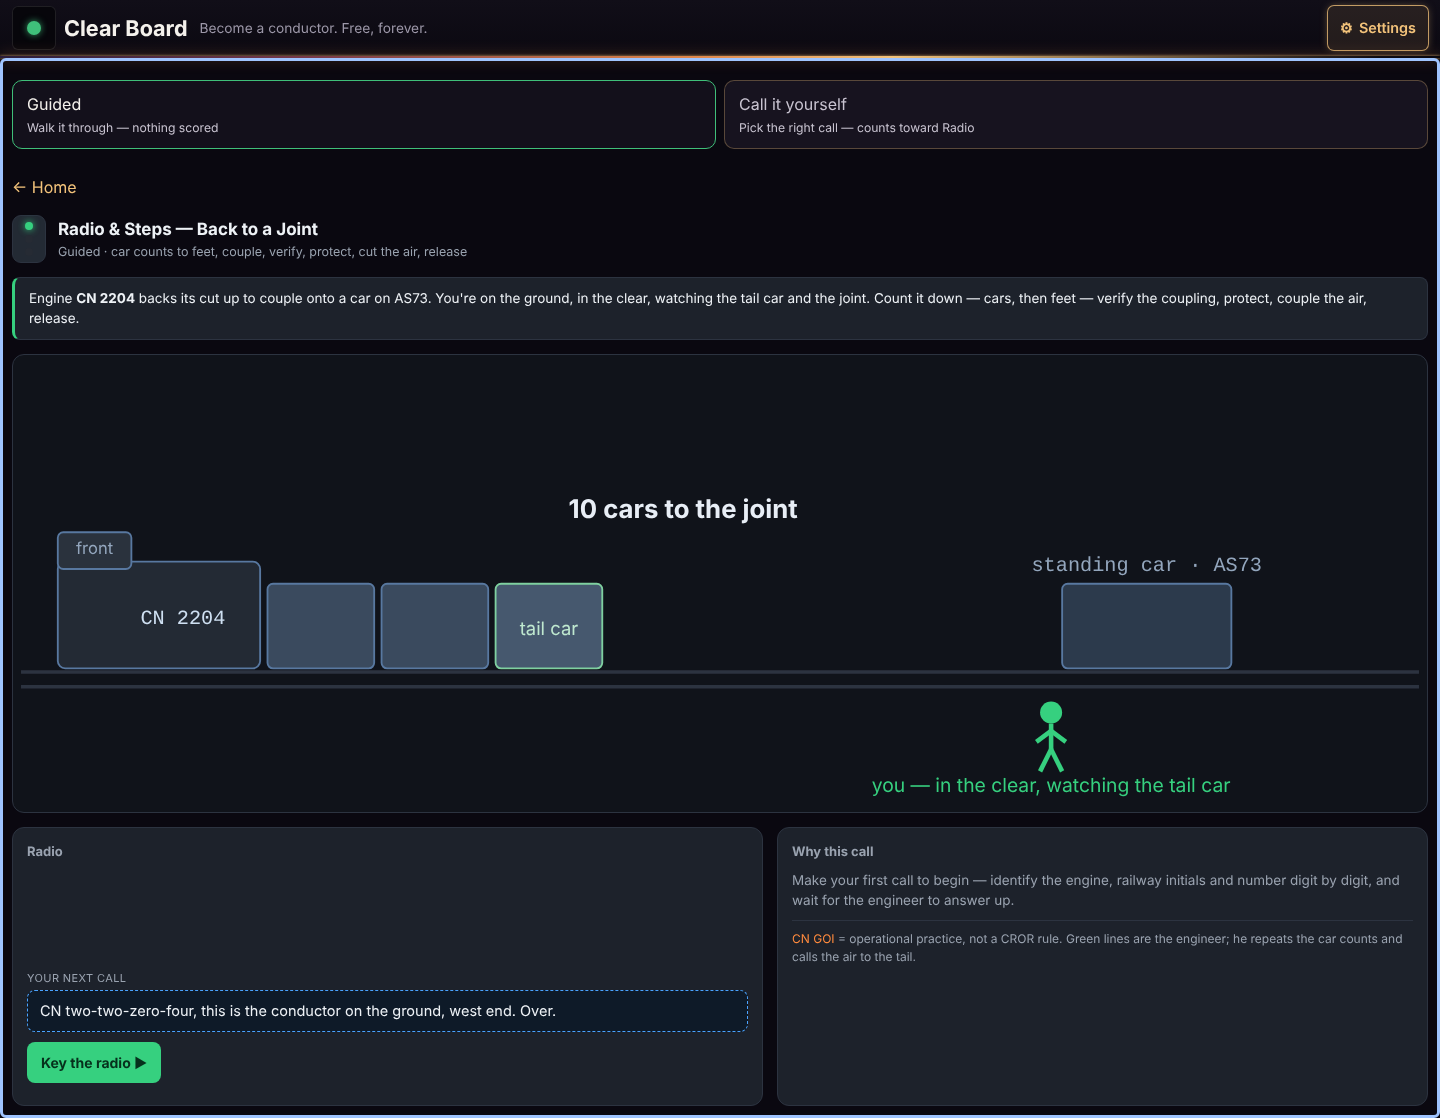 Clear Board
Become a conductor. Free, forever.
⚙ Settings
Guided
Walk it through — nothing scored
Call it yourself
Pick the right call — counts toward Radio
← Home
Radio & Steps — Back to a Joint
Guided · car counts to feet, couple, verify, protect, cut the air, release
Engine CN 2204 backs its cut up to couple onto a car on AS73. You're on the ground, in the clear, watching the tail car and the joint. Count it down — cars, then feet — verify the coupling, protect, couple the air,
release.
10 cars to the joint
front
CN 2204
tail car
standing car · AS73
you — in the clear, watching the tail car
Radio
YOUR NEXT CALL
CN two-two-zero-four, this is the conductor on the ground, west end. Over.
Key the radio ▶
Why this call
Make your first call to begin — identify the engine, railway initials and number digit by digit, and
wait for the engineer to answer up.
CN GOI = operational practice, not a CROR rule. Green lines are the engineer; he repeats the car counts and
calls the air to the tail.